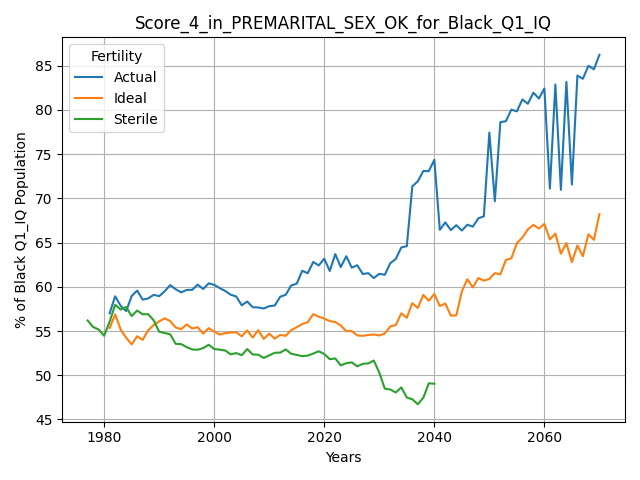 Score_4_in_PREMARITAL_SEX_OK_for_Black_Q1_IQ
Fertility
Actual
Ideal
Sterile
% of Black Q1_IQ Population
85
80
75
70
65
60
55
50
45
1980
2000
2020
2040
2060
Years